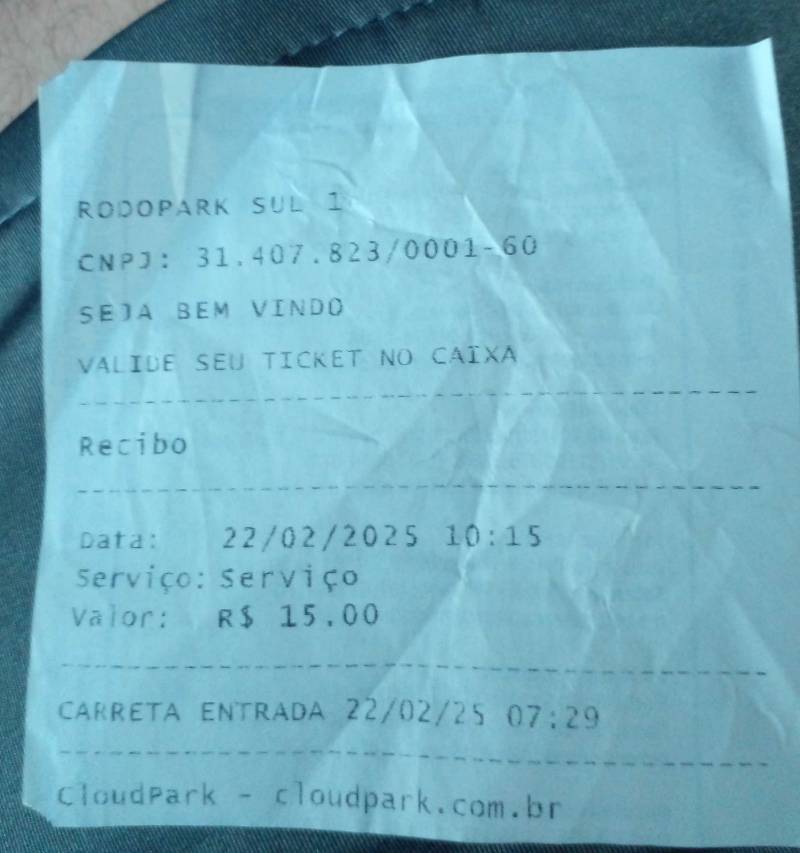 RODOPARK SUL 1
CNPJ: 31.407.823/0001-60
SEJA BEM VINDO
VALIDE SEU TICKET NO CAIXA
--------------------------------------------
Recibo
--------------------------------------------
Data: 22/02/2025 10:15
Serviço: Serviço
Valor: R$ 15.00
--------------------------------------------
CARRETA ENTRADA 22/02/25 07:29
--------------------------------------------
CloudPark - cloudpark.com.br